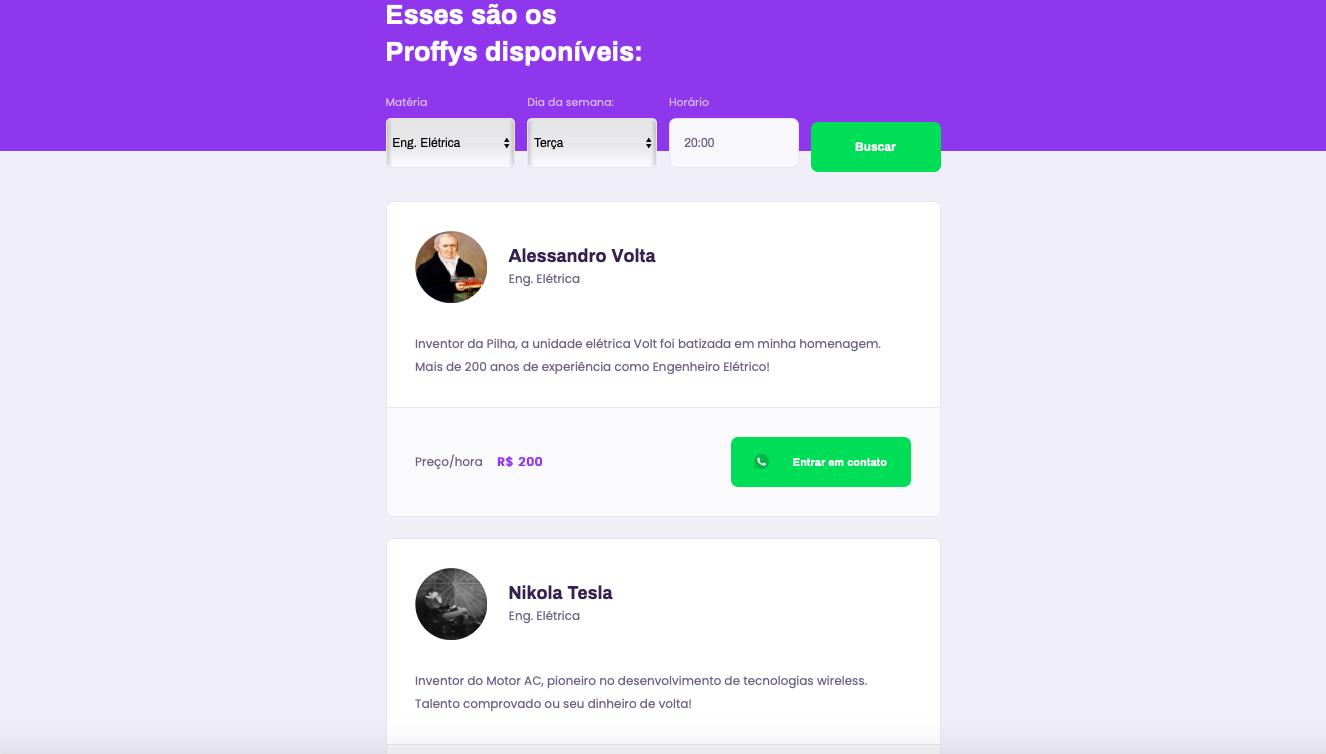 Esses são os
Proffys disponíveis:
Matéria
Dia da semana:
Horário
Eng. Elétrica
Terça
20:00
Buscar
Alessandro Volta
Eng. Elétrica
Inventor da Pilha, a unidade elétrica Volt foi batizada em minha homenagem.
Mais de 200 anos de experiência como Engenheiro Elétrico!
Preço/hora R$ 200
Entrar em contato
Nikola Tesla
Eng. Elétrica
Inventor do Motor AC, pioneiro no desenvolvimento de tecnologias wireless.
Talento comprovado ou seu dinheiro de volta!